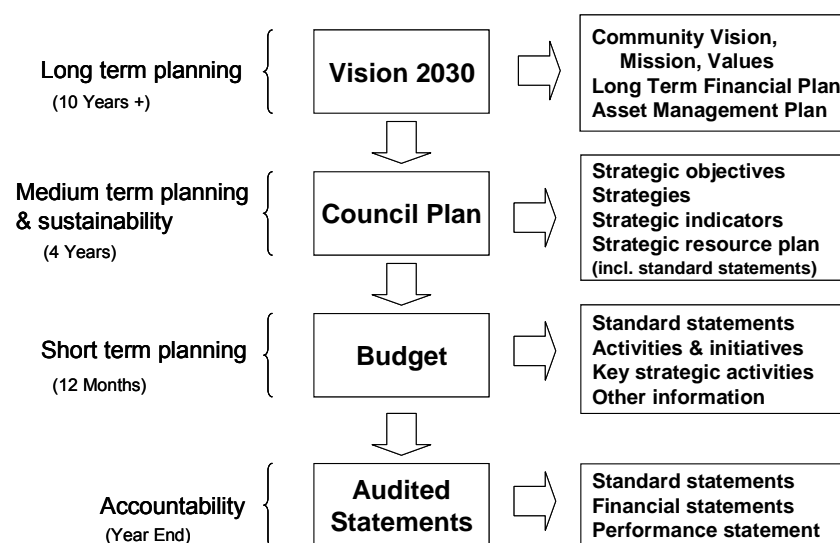 Long term planning
(10 Years +)
Vision 2030
Community Vision,
Mission, Values
Long Term Financial Plan
Asset Management Plan
Medium term planning
& sustainability
(4 Years)
Council Plan
Strategic objectives
Strategies
Strategic indicators
Strategic resource plan
(incl. standard statements)
Short term planning
(12 Months)
Budget
Standard statements
Activities & initiatives
Key strategic activities
Other information
Accountability
(Year End)
Audited
Statements
Standard statements
Financial statements
Performance statement